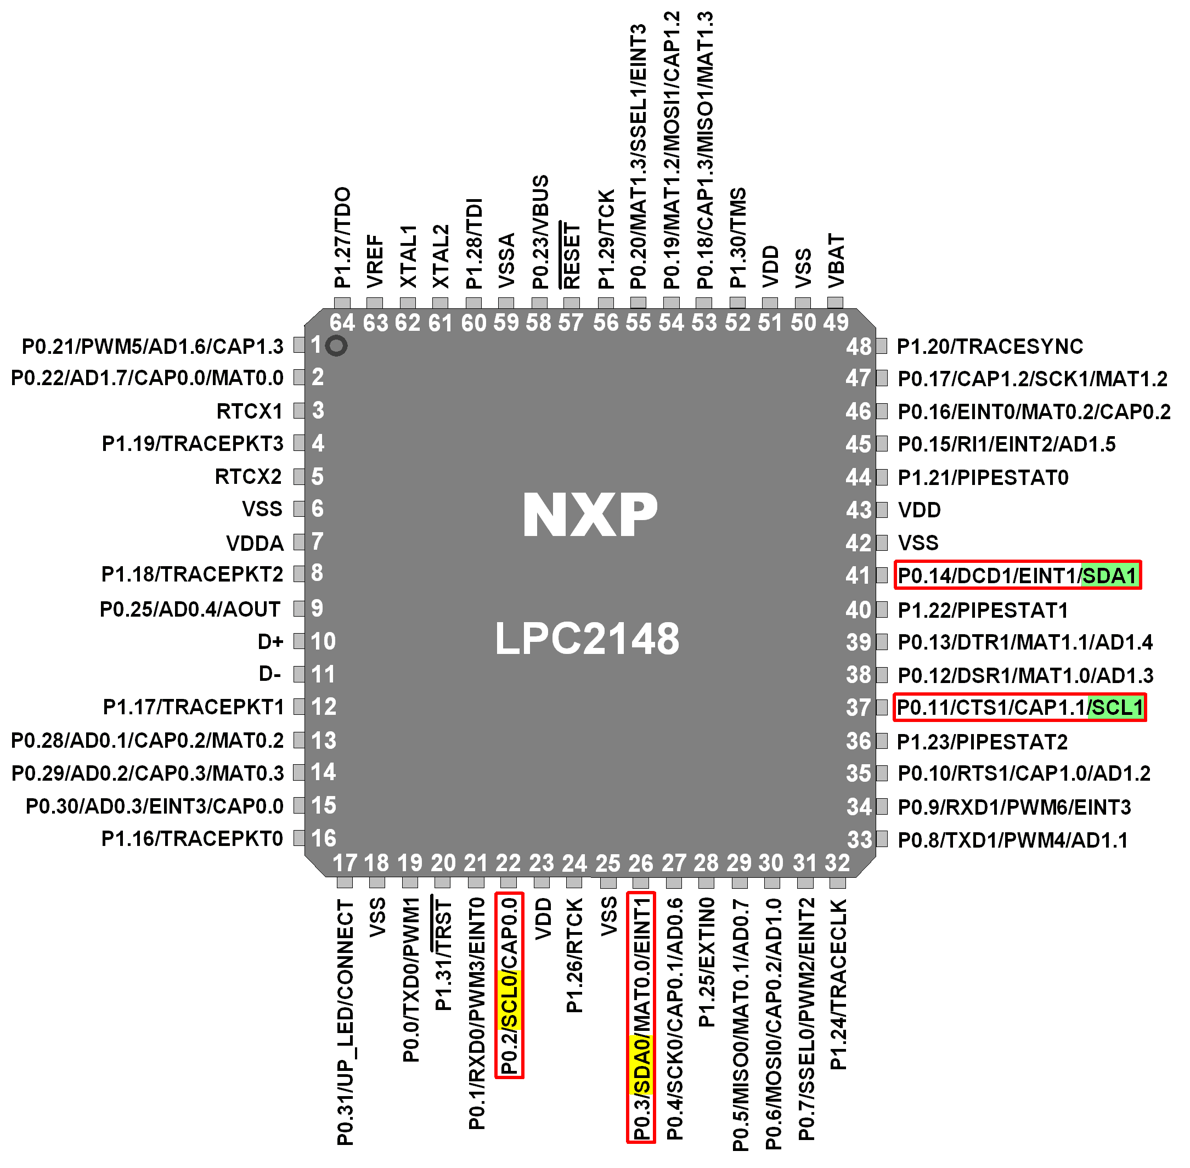 P1.27/TDO
VREF
XTAL1
XTAL2
P1.28/TDI
VSSA
P0.23/VBUS
RESET
P1.29/TCK
P0.20/MAT1.3/SSEL1/EINT3
P0.19/MAT1.2/MOSI1/CAP1.2
P0.18/CAP1.3/MISO1/MAT1.3
P1.30/TMS
VDD
VSS
VBAT
64 63 62 61 60 59 58 57 56 55 54 53 52 51 50 49
P0.21/PWM5/AD1.6/CAP1.3 1
P0.22/AD1.7/CAP0.0/MAT0.0 2
RTCX1 3
P1.19/TRACEPKT3 4
RTCX2 5
VSS 6
VDDA 7
P1.18/TRACEPKT2 8
P0.25/AD0.4/AOUT 9
D+ 10
D- 11
P1.17/TRACEPKT1 12
P0.28/AD0.1/CAP0.2/MAT0.2 13
P0.29/AD0.2/CAP0.3/MAT0.3 14
P0.30/AD0.3/EINT3/CAP0.0 15
P1.16/TRACEPKT0 16
NXP
LPC2148
48 P1.20/TRACESYNC
47 P0.17/CAP1.2/SCK1/MAT1.2
46 P0.16/EINT0/MAT0.2/CAP0.2
45 P0.15/RI1/EINT2/AD1.5
44 P1.21/PIPESTAT0
43 VDD
42 VSS
41 P0.14/DCD1/EINT1/SDA1
40 P1.22/PIPESTAT1
39 P0.13/DTR1/MAT1.1/AD1.4
38 P0.12/DSR1/MAT1.0/AD1.3
37 P0.11/CTS1/CAP1.1/SCL1
36 P1.23/PIPESTAT2
35 P0.10/RTS1/CAP1.0/AD1.2
34 P0.9/RXD1/PWM6/EINT3
33 P0.8/TXD1/PWM4/AD1.1
17 18 19 20 21 22 23 24 25 26 27 28 29 30 31 32
P0.31/UP_LED/CONNECT
VSS
P0.0/TXD0/PWM1
P1.31/TRST
P0.1/RXD0/PWM3/EINT0
P0.2/SCL0/CAP0.0
VDD
P1.26/RTCK
VSS
P0.3/SDA0/MAT0.0/EINT1
P0.4/SCK0/CAP0.1/AD0.6
P1.25/EXTIN0
P0.5/MISO0/MAT0.1/AD0.7
P0.6/MOSI0/CAP0.2/AD1.0
P0.7/SSEL0/PWM2/EINT2
P1.24/TRACECLK